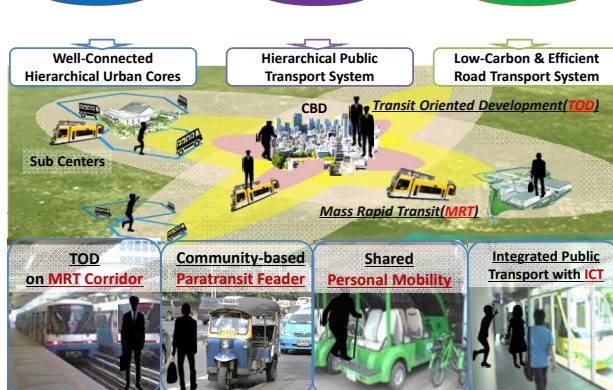 Well-Connected
Hierarchical Urban Cores
Hierarchical Public
Transport System
Low-Carbon & Efficient
Road Transport System
CBD
Transit Oriented Development(TOD)
Sub Centers
Mass Rapid Transit(MRT)
TOD
on MRT Corridor
Community-based
Paratransit Feader
Shared
Personal Mobility
Integrated Public
Transport with ICT